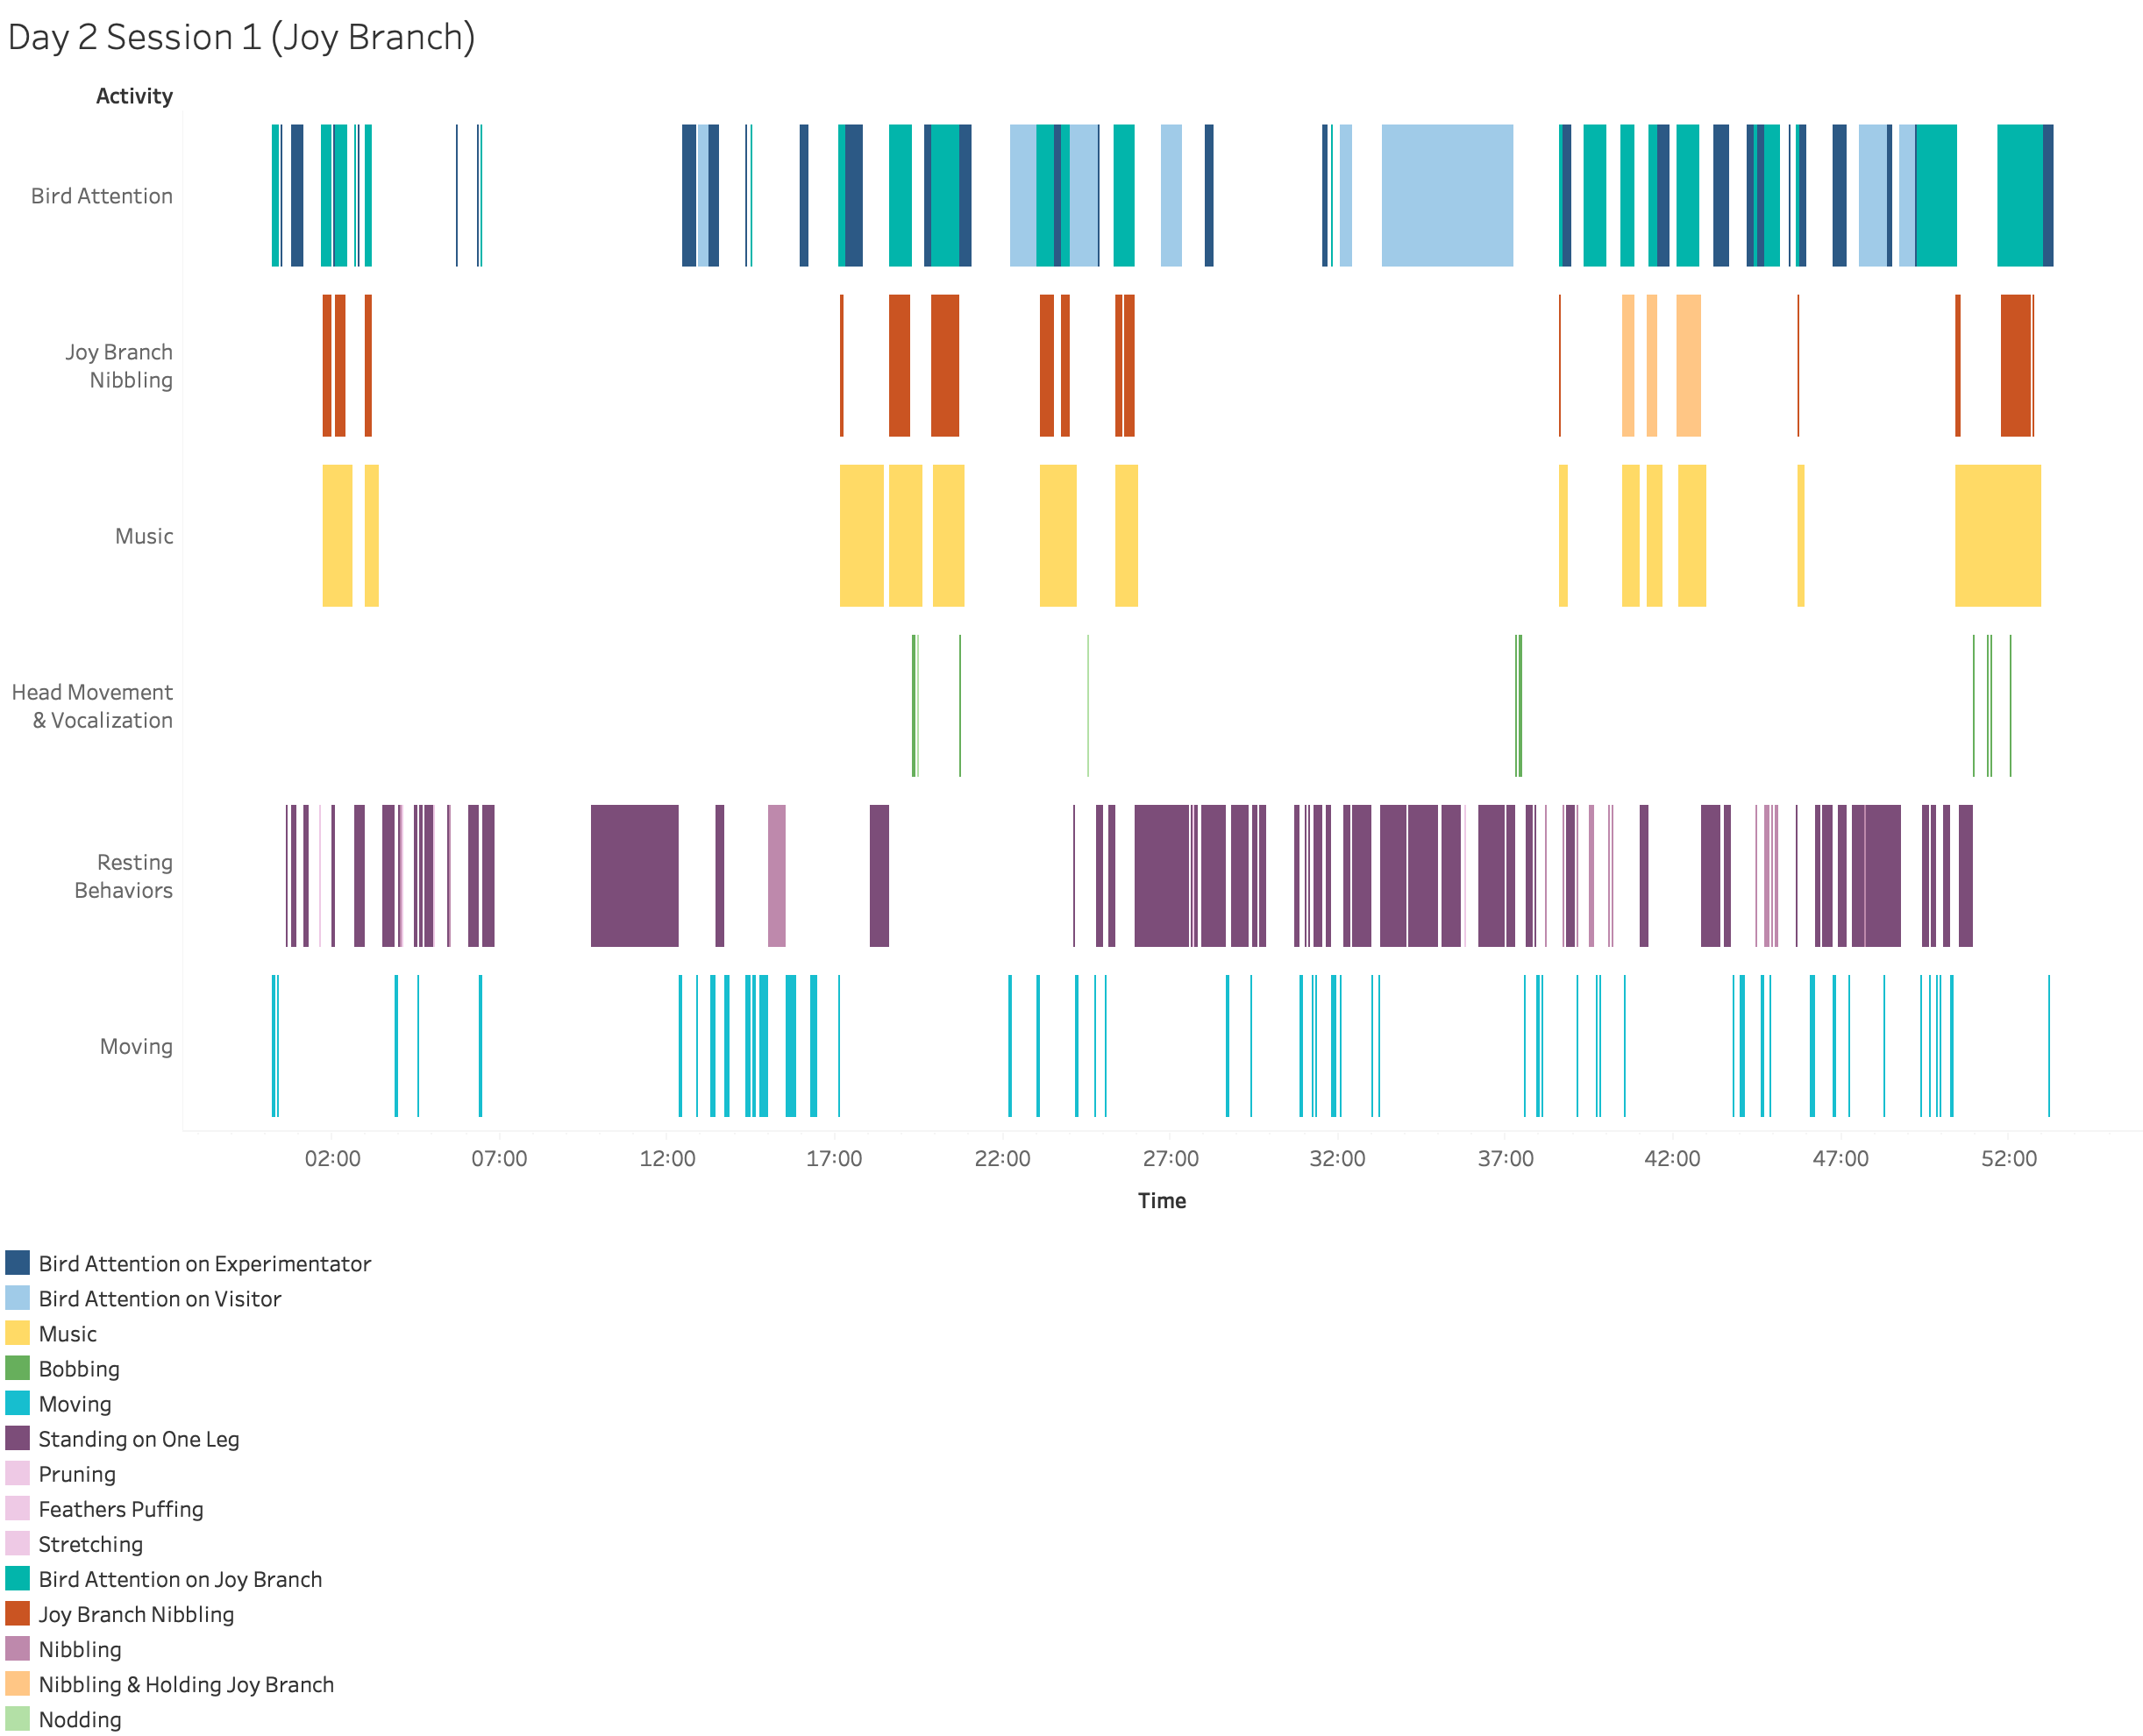 Day 2 Session 1 (Joy Branch)
Activity
Bird Attention
Joy Branch
Nibbling
Music
Head Movement
& Vocalization
Resting
Behaviors
Moving
02:00 07:00 12:00 17:00 22:00 27:00 32:00 37:00 42:00 47:00 52:00
Time
Bird Attention on Experimentator
Bird Attention on Visitor
Music
Bobbing
Moving
Standing on One Leg
Pruning
Feathers Puffing
Stretching
Bird Attention on Joy Branch
Joy Branch Nibbling
Nibbling
Nibbling & Holding Joy Branch
Nodding